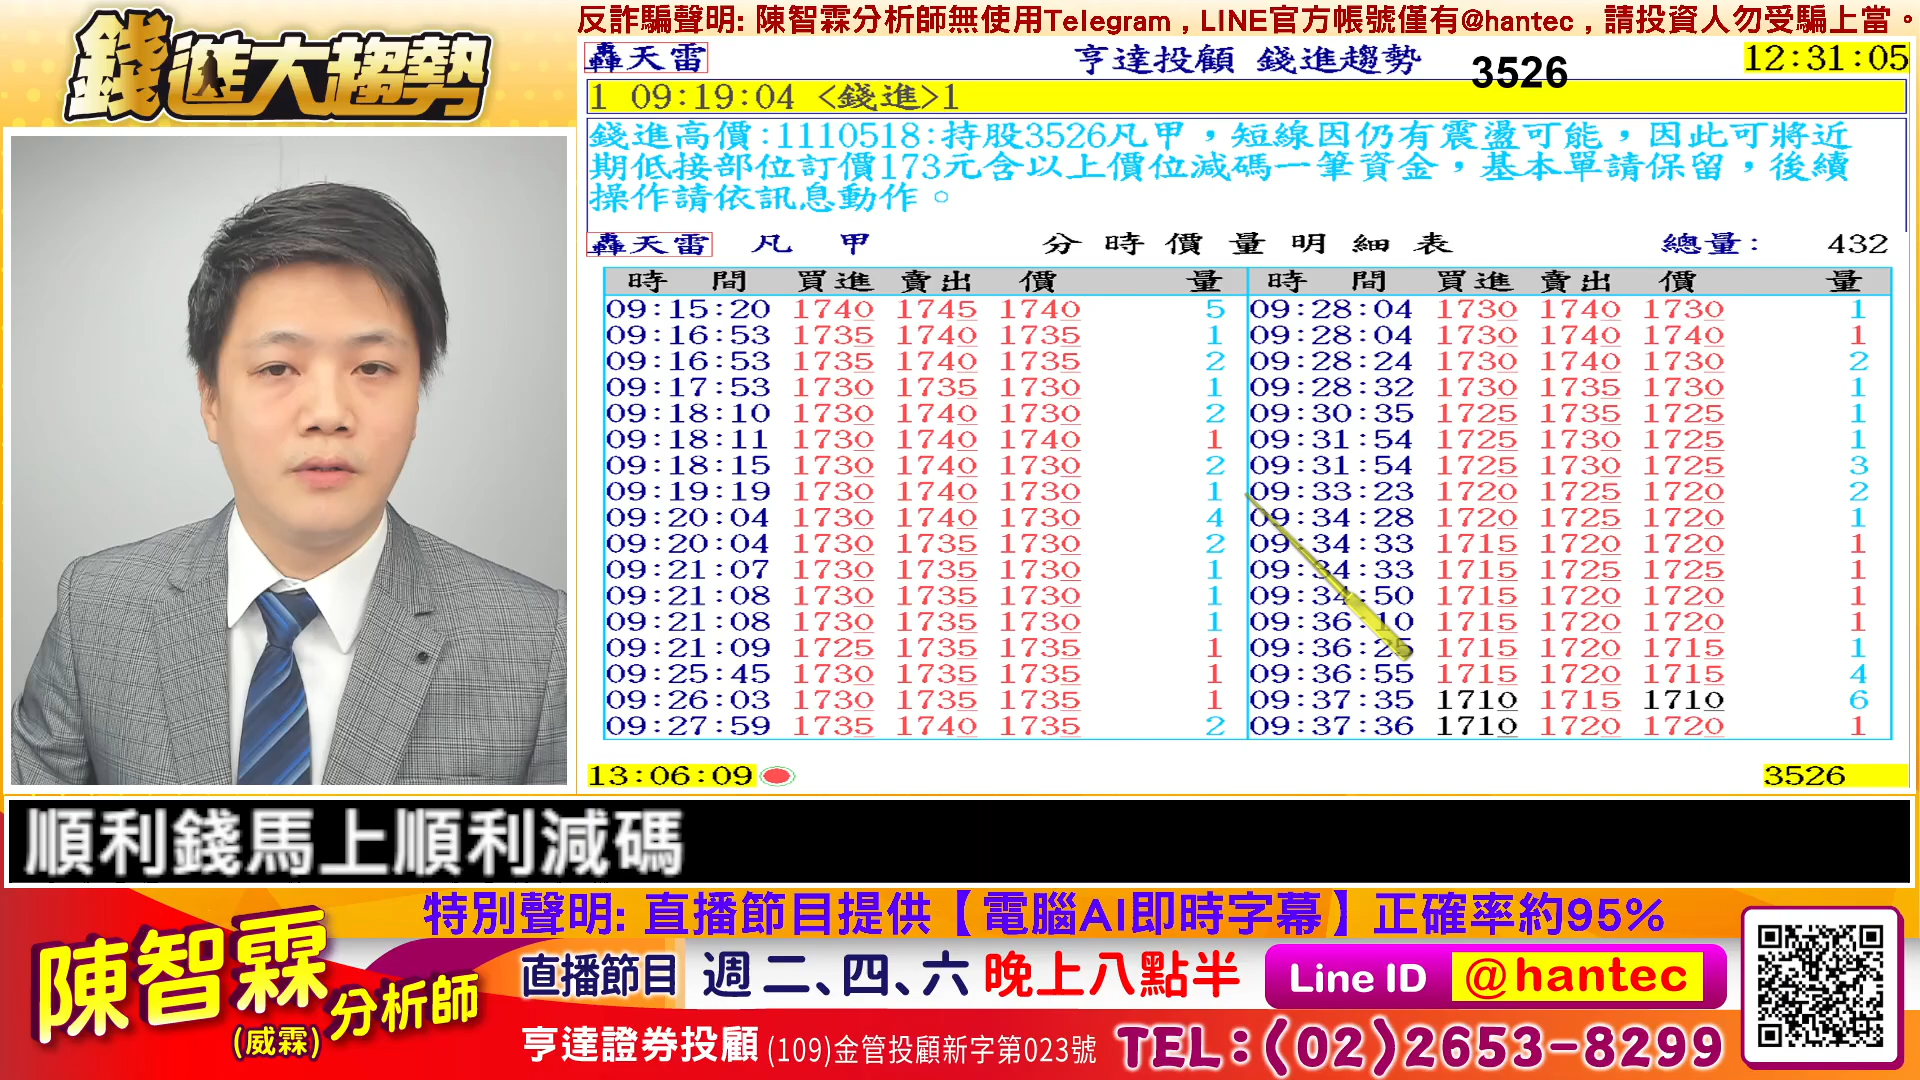 反詐騙聲明: 陳智霖分析師無使用Telegram , LINE官方帳號僅有@hantec , 請投資人勿受騙上當。
錢進大趨勢
轟天雷 亨達投顧 錢進趨勢 3526 12:31:05
1 09:19:04 <錢進>1
錢進高價:1110518:持股3526凡甲，短線因仍有震盪可能，因此可將近
期低接部位訂價173元含以上價位減碼一筆資金，基本單請保留，後續
操作請依訊息動作。
轟天雷 凡 甲 分 時 價 量 明 細 表 總量: 432
時 間 買進 賣出 價 量 時 間 買進 賣出 價 量
09:15:20 1740 1745 1740 5 09:28:04 1730 1740 1730 1
09:16:53 1735 1740 1735 1 09:28:04 1730 1740 1740 1
09:16:53 1735 1740 1735 2 09:28:24 1730 1740 1730 2
09:17:53 1730 1735 1730 1 09:28:32 1730 1735 1730 1
09:18:10 1730 1740 1730 2 09:30:35 1725 1735 1725 1
09:18:11 1730 1740 1740 1 09:31:54 1725 1730 1725 1
09:18:15 1730 1740 1730 2 09:31:54 1725 1730 1725 3
09:19:19 1730 1740 1730 1 09:33:23 1720 1725 1720 2
09:20:04 1730 1740 1730 4 09:34:28 1720 1725 1720 1
09:20:04 1730 1735 1730 2 09:34:33 1715 1720 1720 1
09:21:07 1730 1735 1730 1 09:34:33 1715 1725 1725 1
09:21:08 1730 1735 1730 1 09:34:50 1715 1720 1720 1
09:21:08 1730 1735 1730 1 09:36:10 1715 1720 1720 1
09:21:09 1725 1735 1735 1 09:36:25 1715 1720 1715 1
09:25:45 1730 1735 1735 1 09:36:55 1715 1720 1715 4
09:26:03 1730 1735 1735 1 09:37:35 1710 1715 1710 6
09:27:59 1735 1740 1735 2 09:37:36 1710 1720 1720 1
13:06:09 3526
順利錢馬上順利減碼
特別聲明: 直播節目提供【電腦AI即時字幕】正確率約95%
陳智霖分析師
(威霖)
直播節目 週二、四、六 晚上八點半 Line ID @hantec
亨達證券投顧 (109)金管投顧新字第023號 TEL:(02)2653-8299